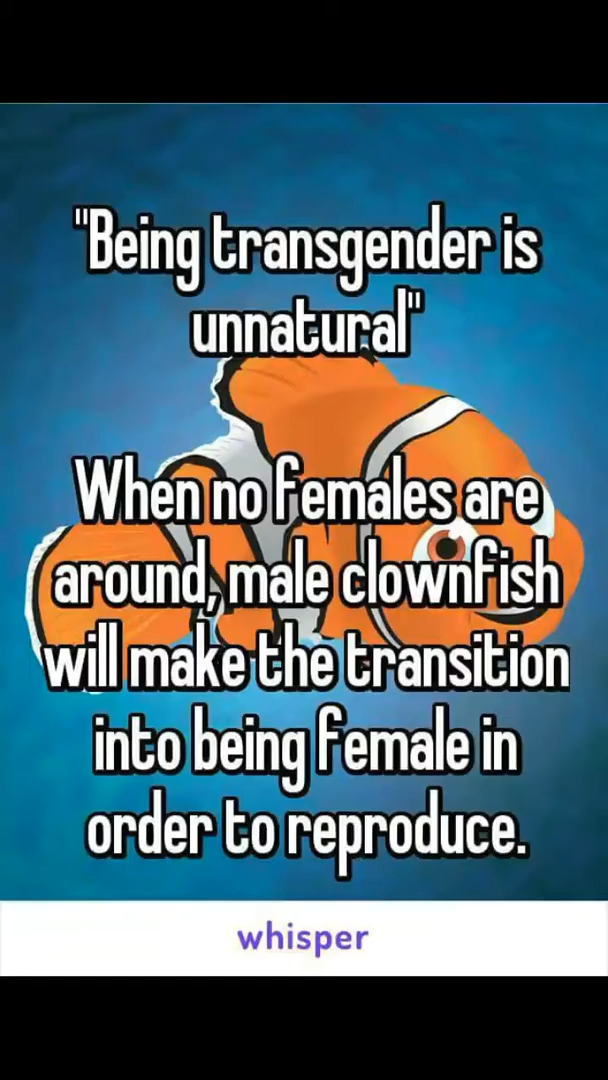 "Being transgender is
unnatural"
When no females are
around, male clownfish
will make the transition
into being female in
order to reproduce.
whisper